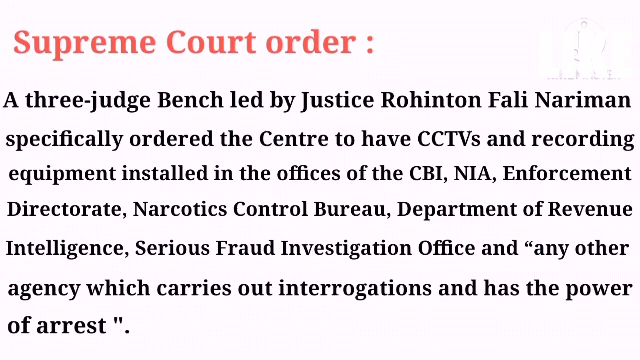 Supreme Court order :
A three-judge Bench led by Justice Rohinton Fali Nariman
specifically ordered the Centre to have CCTVs and recording
equipment installed in the offices of the CBI, NIA, Enforcement
Directorate, Narcotics Control Bureau, Department of Revenue
Intelligence, Serious Fraud Investigation Office and “any other
agency which carries out interrogations and has the power
of arrest ".